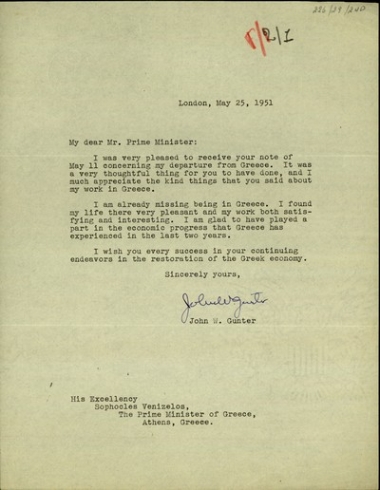 London, May 25, 1951
My dear Mr. Prime Minister:
I was very pleased to receive your note of
May 11 concerning my departure from Greece. It was
a very thoughtful thing for you to have done, and I
much appreciate the kind things that you said about
my work in Greece.
I am already missing being in Greece. I found
my life there very pleasant and my work both satis-
fying and interesting. I am glad to have played a
part in the economic progress that Greece has
experienced in the last two years.
I wish you every success in your continuing
endeavors in the restoration of the Greek economy.
Sincerely yours,
John W Gunter
John W. Gunter
His Excellency
Sophocles Venizelos,
The Prime Minister of Greece,
Athens, Greece.